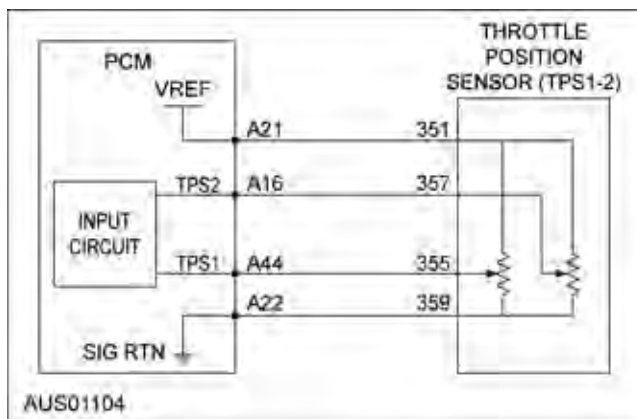 THROTTLE
POSITION
SENSOR (TPS1-2)
PCM
VREF
A21 351
TPS2 A16 357
INPUT
CIRCUIT
TPS1 A44 355
A22 359
SIG RTN
AUS01104